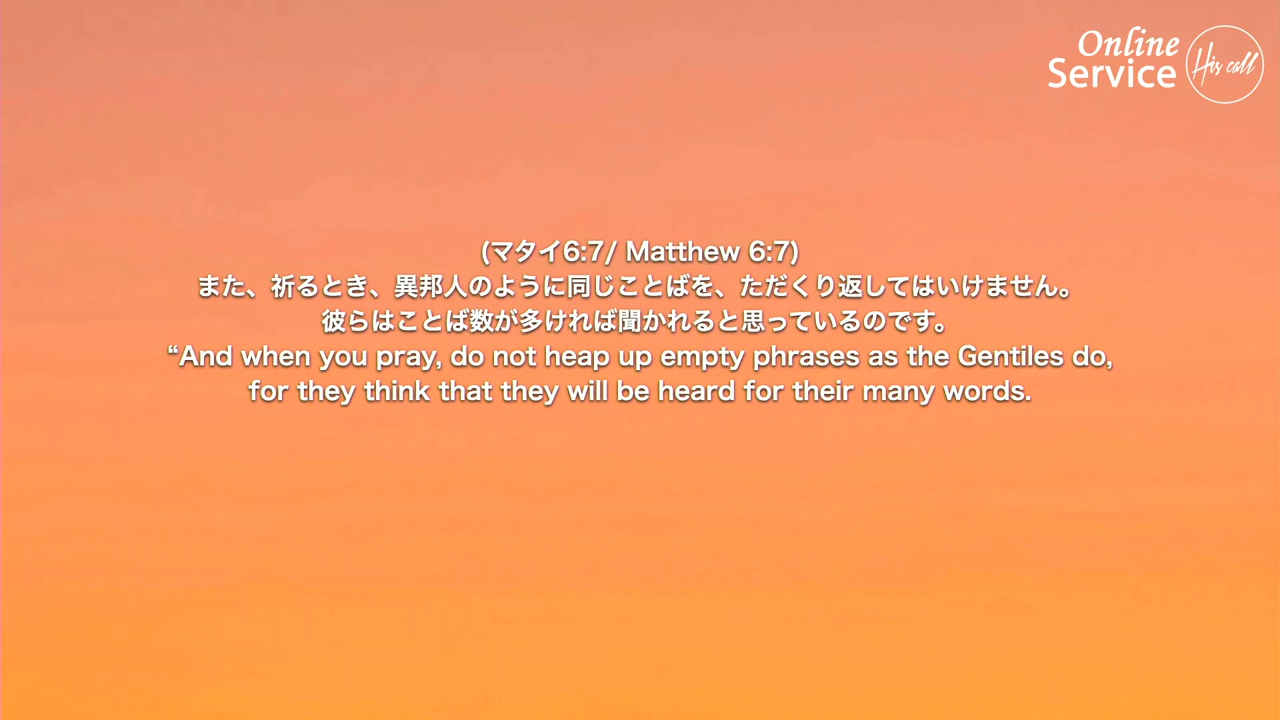 Online
Service
His call
(マタイ6:7/ Matthew 6:7)
また、祈るとき、異邦人のように同じことばを、ただくり返してはいけません。
彼らはことば数が多ければ聞かれると思っているのです。
“And when you pray, do not heap up empty phrases as the Gentiles do,
for they think that they will be heard for their many words.